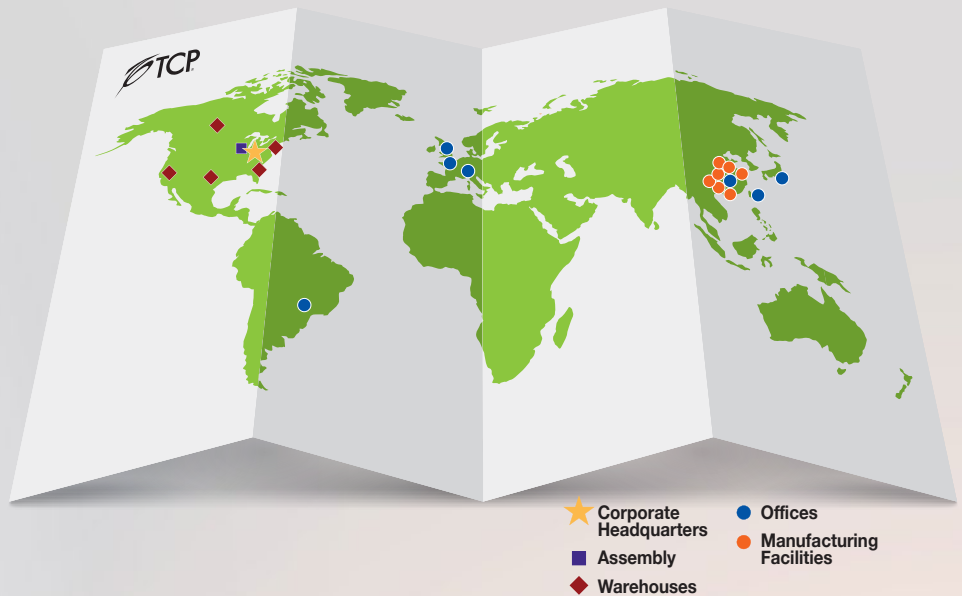 TCP
Corporate
Headquarters
Assembly
Warehouses
Offices
Manufacturing
Facilities